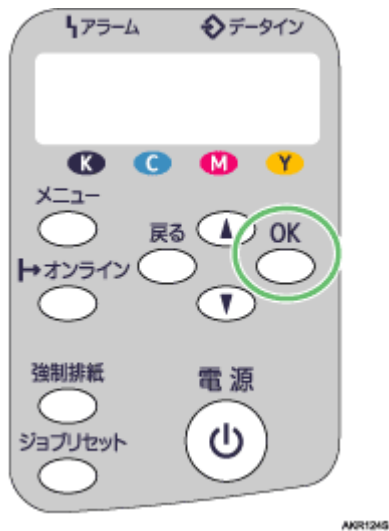 アラーム データイン
K C M Y
メニュー
戻る OK
オンライン
強制排紙
電源
ジョブリセット
AKR124S